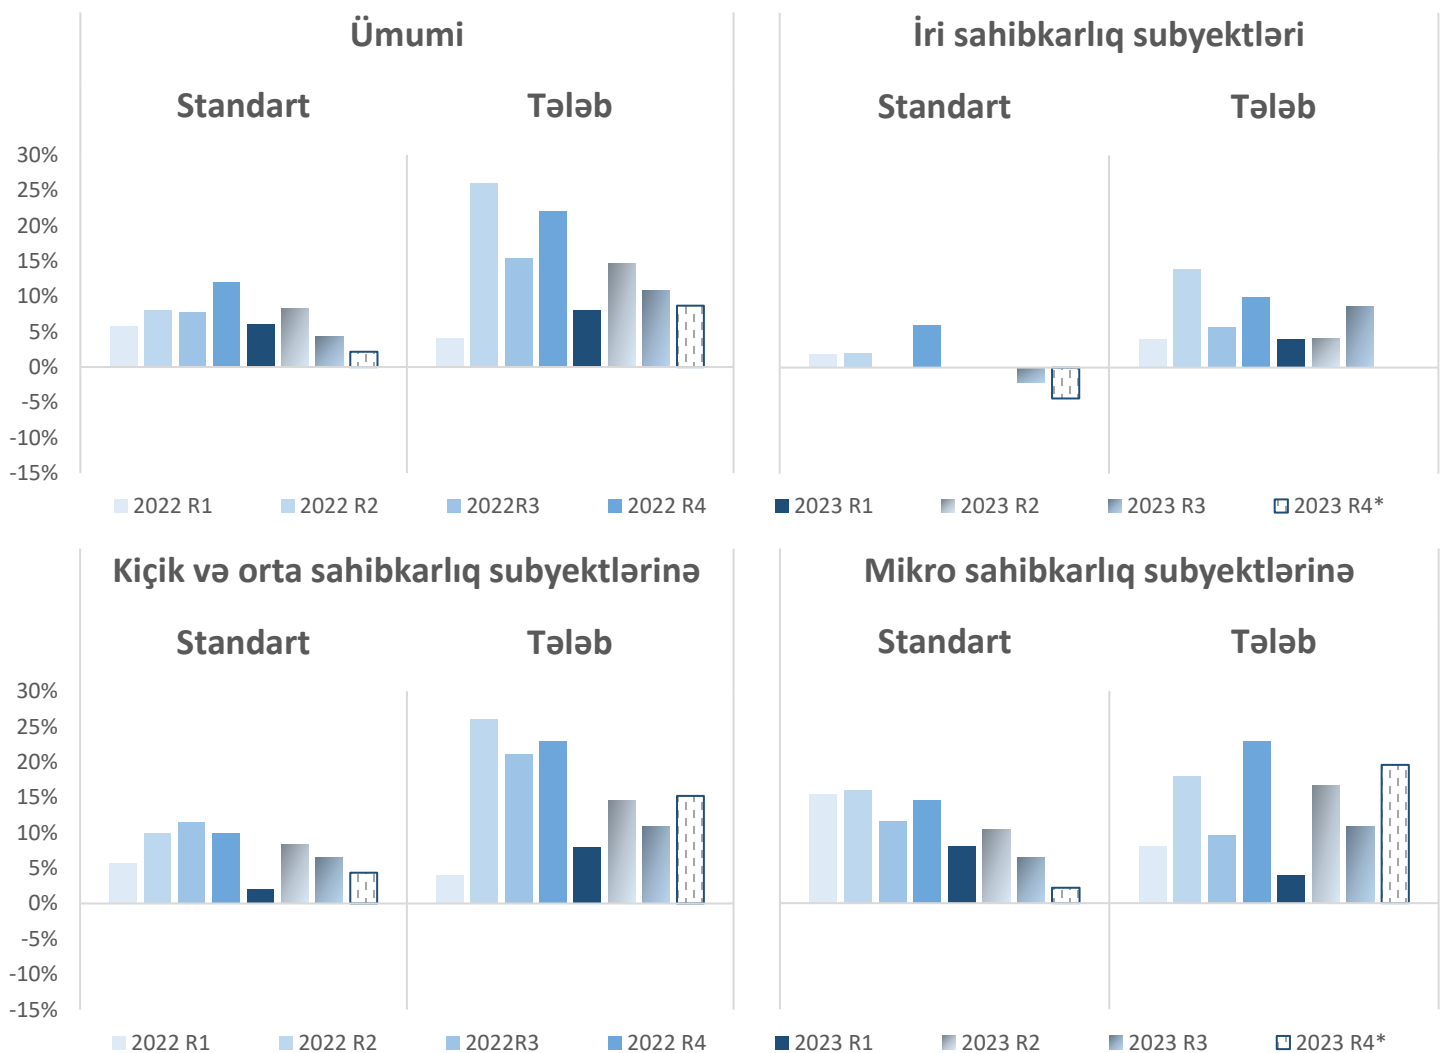 Ümumi
İri sahibkarlıq subyektləri
Standart
Tələb
Standart
Tələb
30%
25%
20%
15%
10%
5%
0%
-5%
-10%
-15%
2022 R1
2022 R2
2022R3
2022 R4
2023 R1
2023 R2
2023 R3
2023 R4*
Kiçik və orta sahibkarlıq subyektlərinə
Mikro sahibkarlıq subyektlərinə
Standart
Tələb
Standart
Tələb
30%
25%
20%
15%
10%
5%
0%
-5%
-10%
-15%
2022 R1
2022 R2
2022R3
2022 R4
2023 R1
2023 R2
2023 R3
2023 R4*